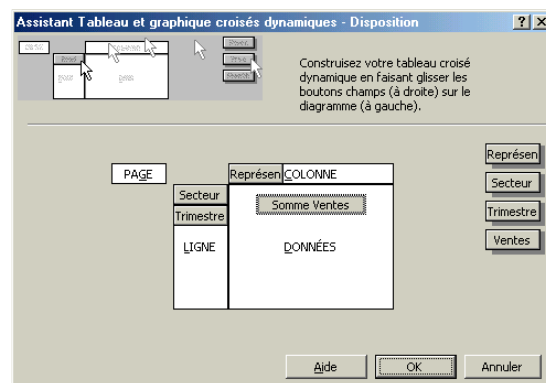 Assistant Tableau et graphique croisés dynamiques - Disposition
Construisez votre tableau croisé
dynamique en faisant glisser les
boutons champs (à droite) sur le
diagramme (à gauche).
Représen
Secteur
Trimestre
Ventes
PAGE
Représen COLONNE
Secteur
Trimestre
Somme Ventes
LIGNE
DONNÉES
Aide
OK
Annuler